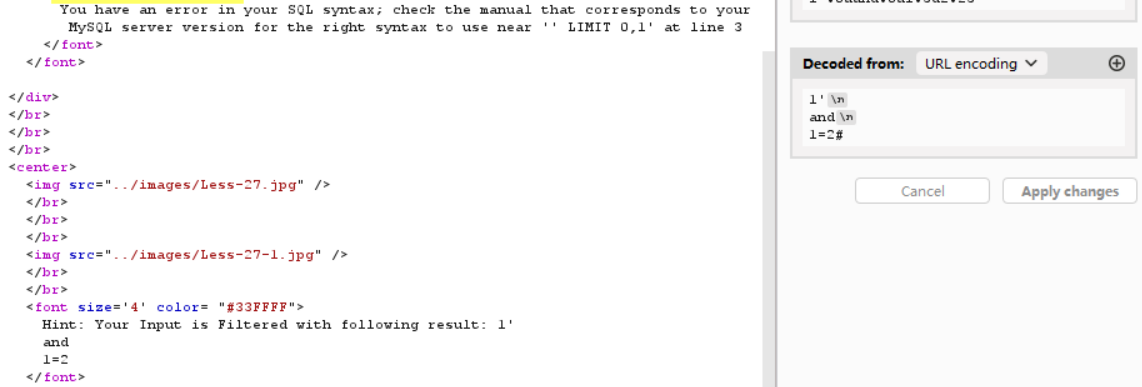 You have an error in your SQL syntax; check the manual that corresponds to your
MySQL server version for the right syntax to use near '' LIMIT 0,1' at line 3
</font>
</font>
</div>
</br>
</br>
</br>
<center>
<img src="../images/Less-27.jpg" />
</br>
</br>
</br>
<img src="../images/Less-27-1.jpg" />
</br>
</br>
<font size='4' color= "#33FFFF">
Hint: Your Input is Filtered with following result: 1'
and
1=2
</font>
Decoded from: URL encoding
1' \n
and \n
1=2#
Cancel Apply changes